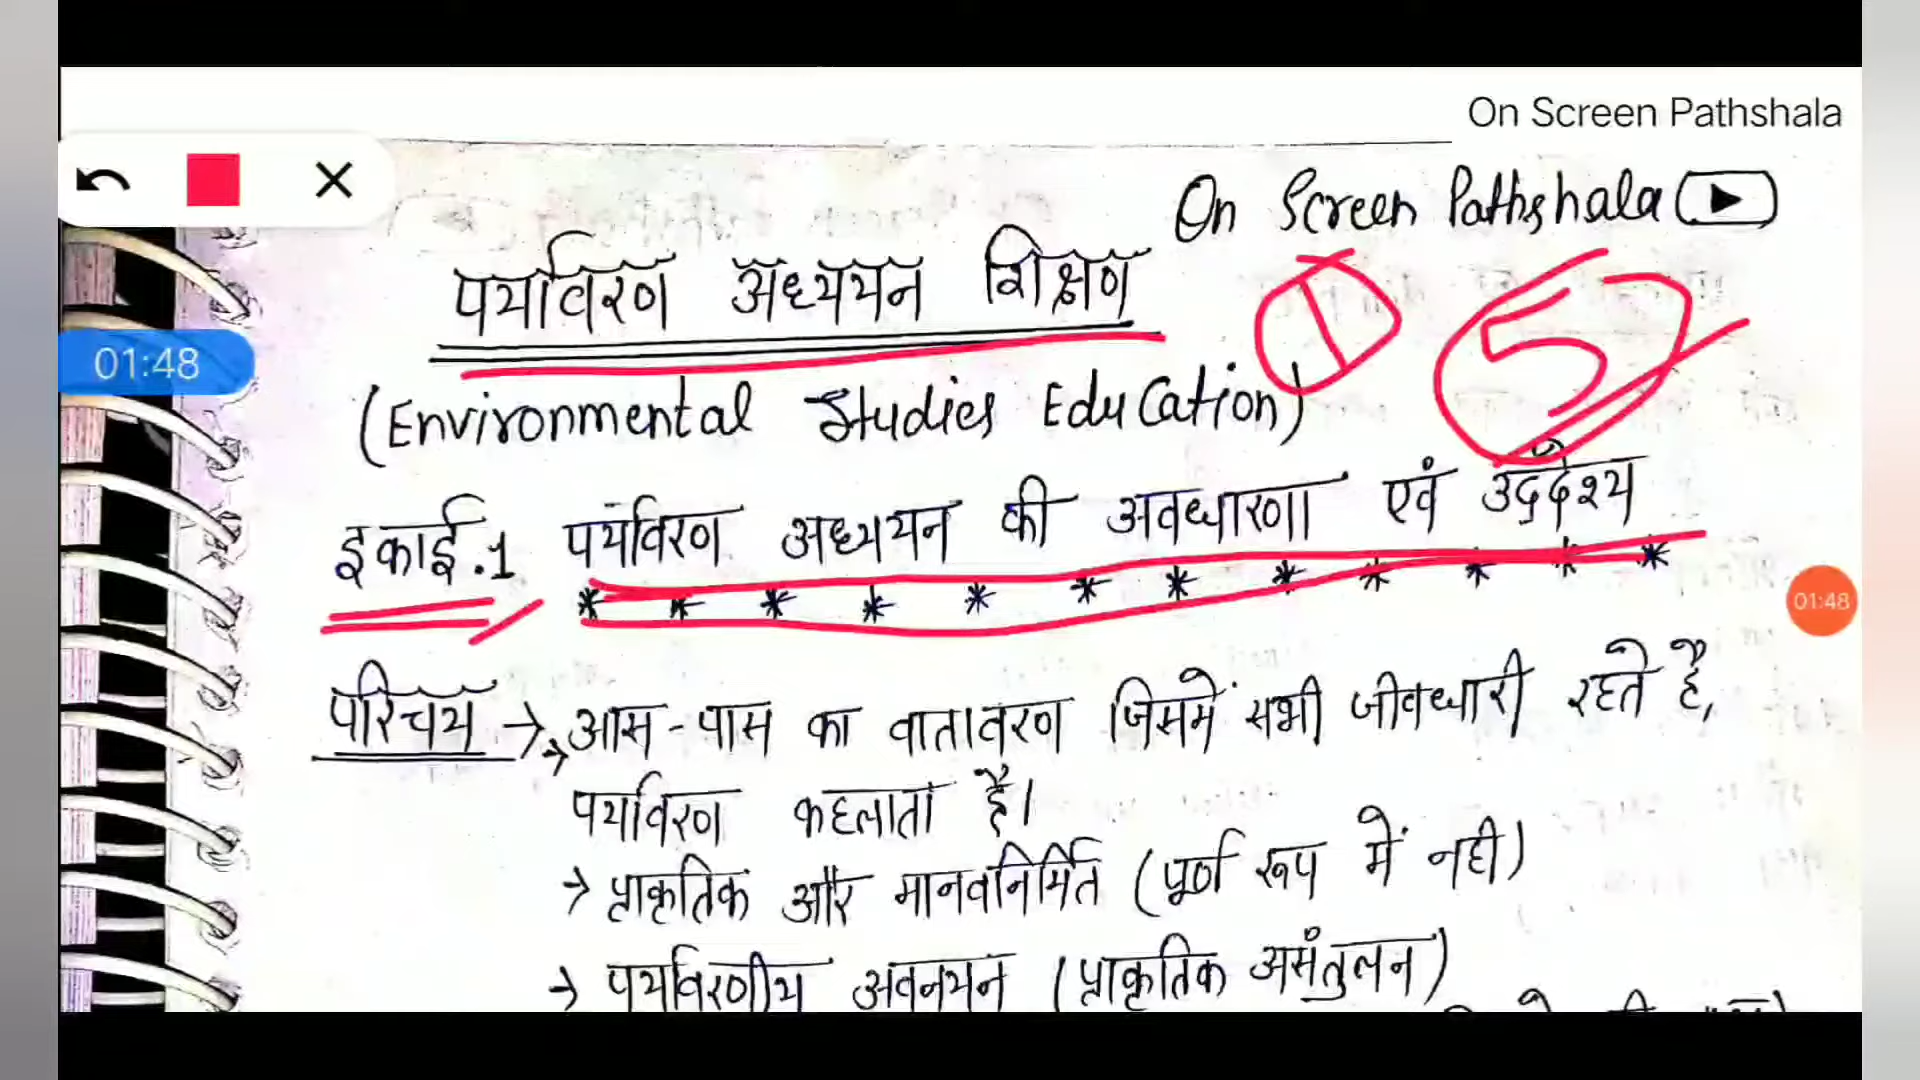 On Screen Pathshala
On Screen Pathshala
पर्यावरण अध्ययन शिक्षण
1 5
01:48
(Environmental Studies Education)
इकाई.1 पर्यावरण अध्ययन की अवधारणा एवं उद्देश्य
01:48
परिचय → → आस-पास का वातावरण जिसमें सभी जीवधारी रहते हैं,
पर्यावरण कहलाता है।
→ प्राकृतिक और मानवनिर्मित (पूर्ण रूप में नही)
→ पर्यावरणीय अवनयन (प्राकृतिक असंतुलन)